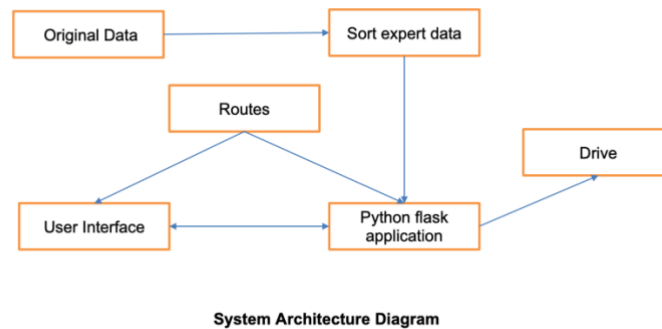 Original Data
Sort expert data
Routes
Drive
User Interface
Python flask
application
System Architecture Diagram